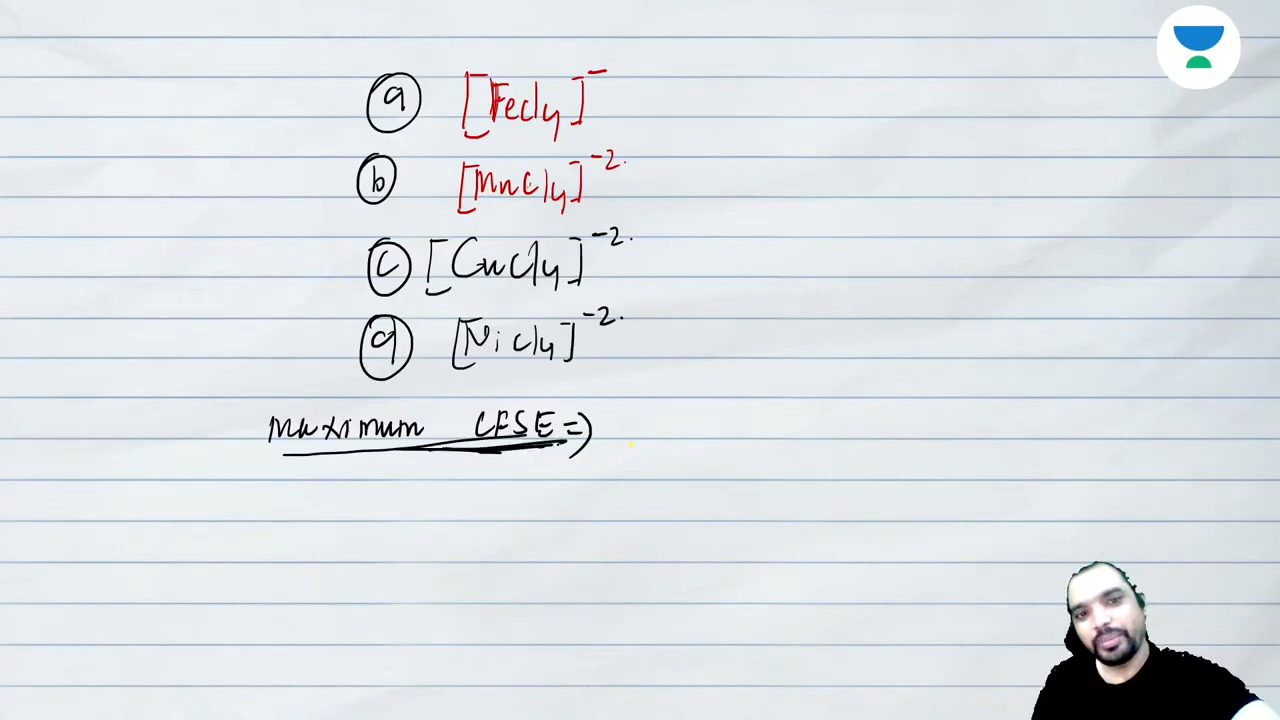 a [FeCl4]-
b [MnCl4]-2.
c [CuCl4]-2.
d [NiCl4]-2.
Maximum CFSE =>